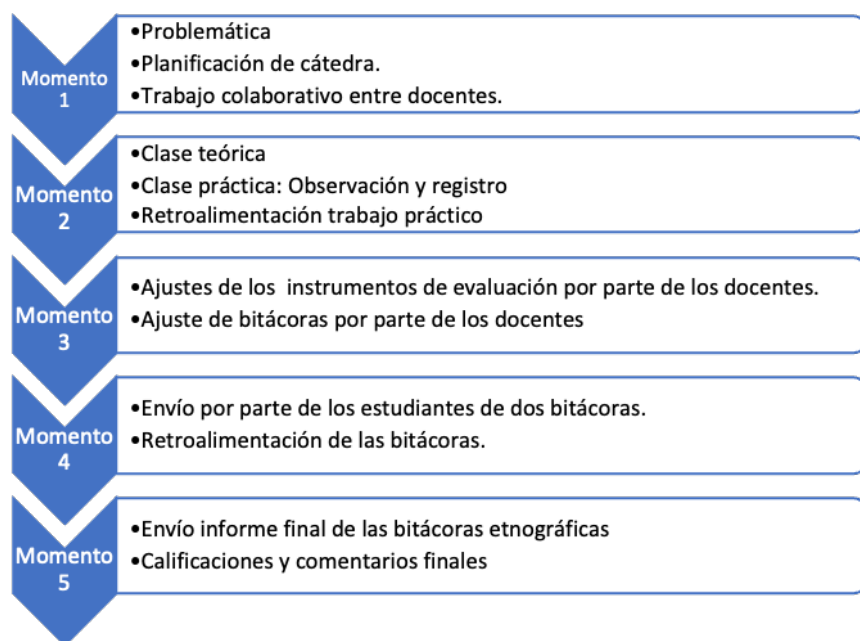 Momento
1
•Problemática
•Planificación de cátedra.
•Trabajo colaborativo entre docentes.
Momento
2
•Clase teórica
•Clase práctica: Observación y registro
•Retroalimentación trabajo práctico
Momento
3
•Ajustes de los  instrumentos de evaluación por parte de los docentes.
•Ajuste de bitácoras por parte de los docentes
Momento
4
•Envío por parte de los estudiantes de dos bitácoras.
•Retroalimentación de las bitácoras.
Momento
5
•Envío informe final de las bitácoras etnográficas
•Calificaciones y comentarios finales